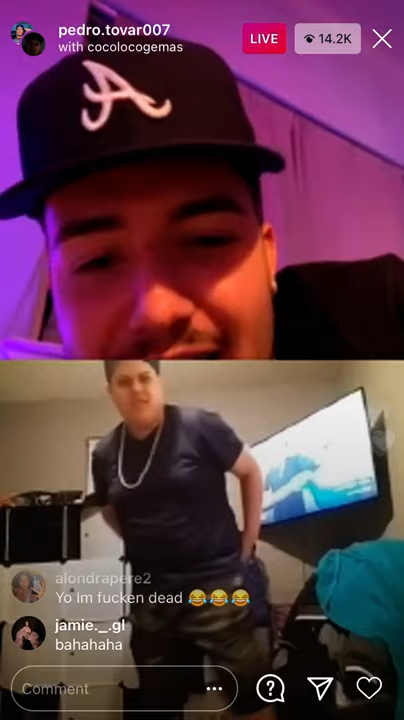 pedro.tovar007
with cocolocogemas
LIVE
14.2K
A
alondrapere2
Yo Im fucken dead 😂😂😂
jamie._.gl
bahahaha
Comment